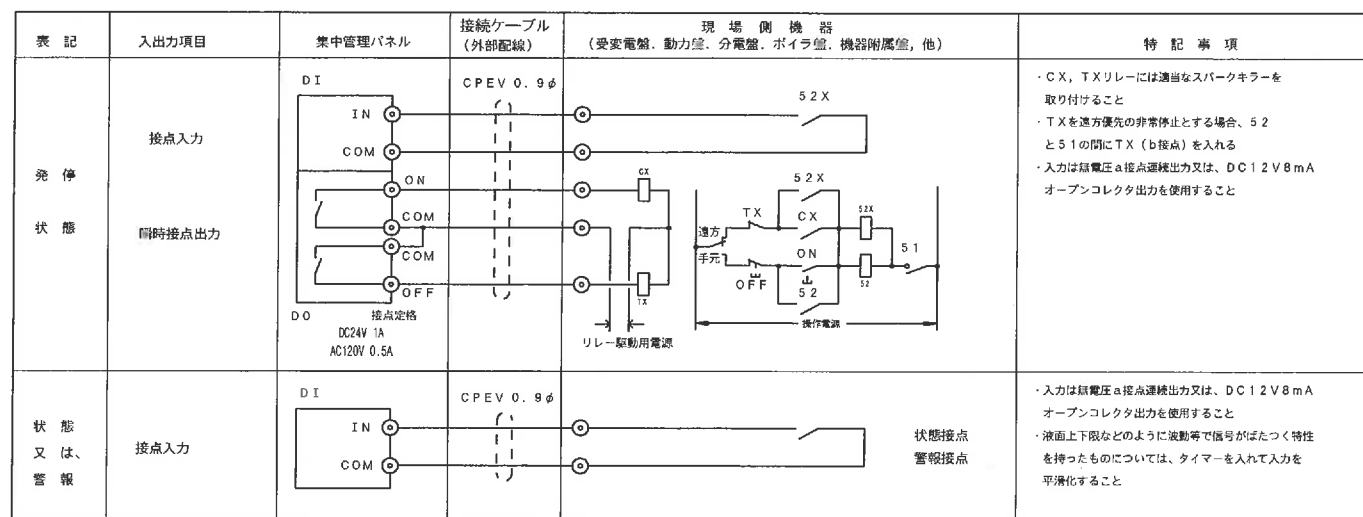 表記
入出力項目
集中管理パネル
接続ケーブル
(外部配線)
現場側機器
(受変電盤．動力盤．分電盤．ボイラ盤．機器附属盤，他)
特記事項
発停
状態
接点入力
瞬時接点出力
DI
IN
COM
ON
COM
COM
OFF
DO
接点定格
DC24V 1A
AC120V 0.5A
CPEV 0.9φ
52X
CX
TX
リレー駆動用電源
52X
TX
CX
52X
遠方
手元
ON
OFF
52
52
51
操作電源
・CX，TXリレーには適当なスパークキラーを
取り付けること
・TXを遠方優先の非常停止とする場合、52
と51の間にTX（b接点）を入れる
・入力は無電圧a接点連続出力又は、DC12V8mA
オープンコレクタ出力を使用すること
状態
又は、
警報
接点入力
DI
IN
COM
CPEV 0.9φ
状態接点
警報接点
・入力は無電圧a接点連続出力又は、DC12V8mA
オープンコレクタ出力を使用すること
・液面上下限などのように波動等で信号がばたつく特性
を持ったものについては、タイマーを入れて入力を
平滑化すること